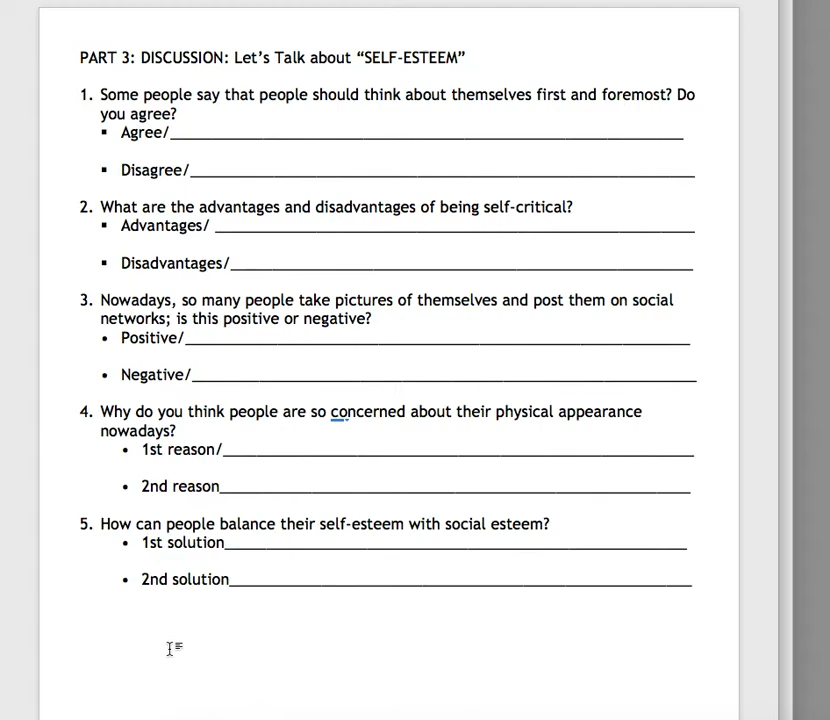 PART 3: DISCUSSION: Let's Talk about “SELF-ESTEEM”
1. Some people say that people should think about themselves first and foremost? Do
you agree?
▪ Agree/
▪ Disagree/
2. What are the advantages and disadvantages of being self-critical?
▪ Advantages/
▪ Disadvantages/
3. Nowadays, so many people take pictures of themselves and post them on social
networks; is this positive or negative?
• Positive/
• Negative/
4. Why do you think people are so concerned about their physical appearance
nowadays?
• 1st reason/
• 2nd reason
5. How can people balance their self-esteem with social esteem?
• 1st solution
• 2nd solution